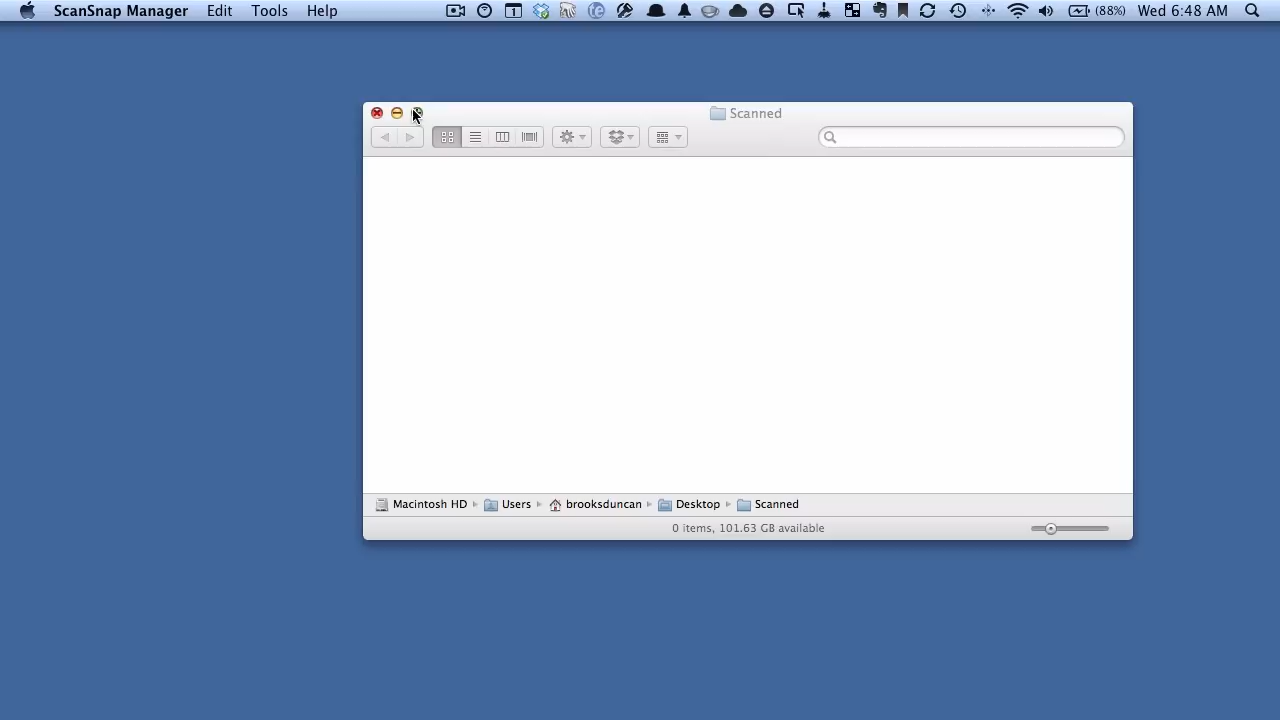 ScanSnap Manager Edit Tools Help 1 (88%) Wed 6:48 AM
Scanned
Macintosh HD Users brooksduncan Desktop Scanned
0 items, 101.63 GB available